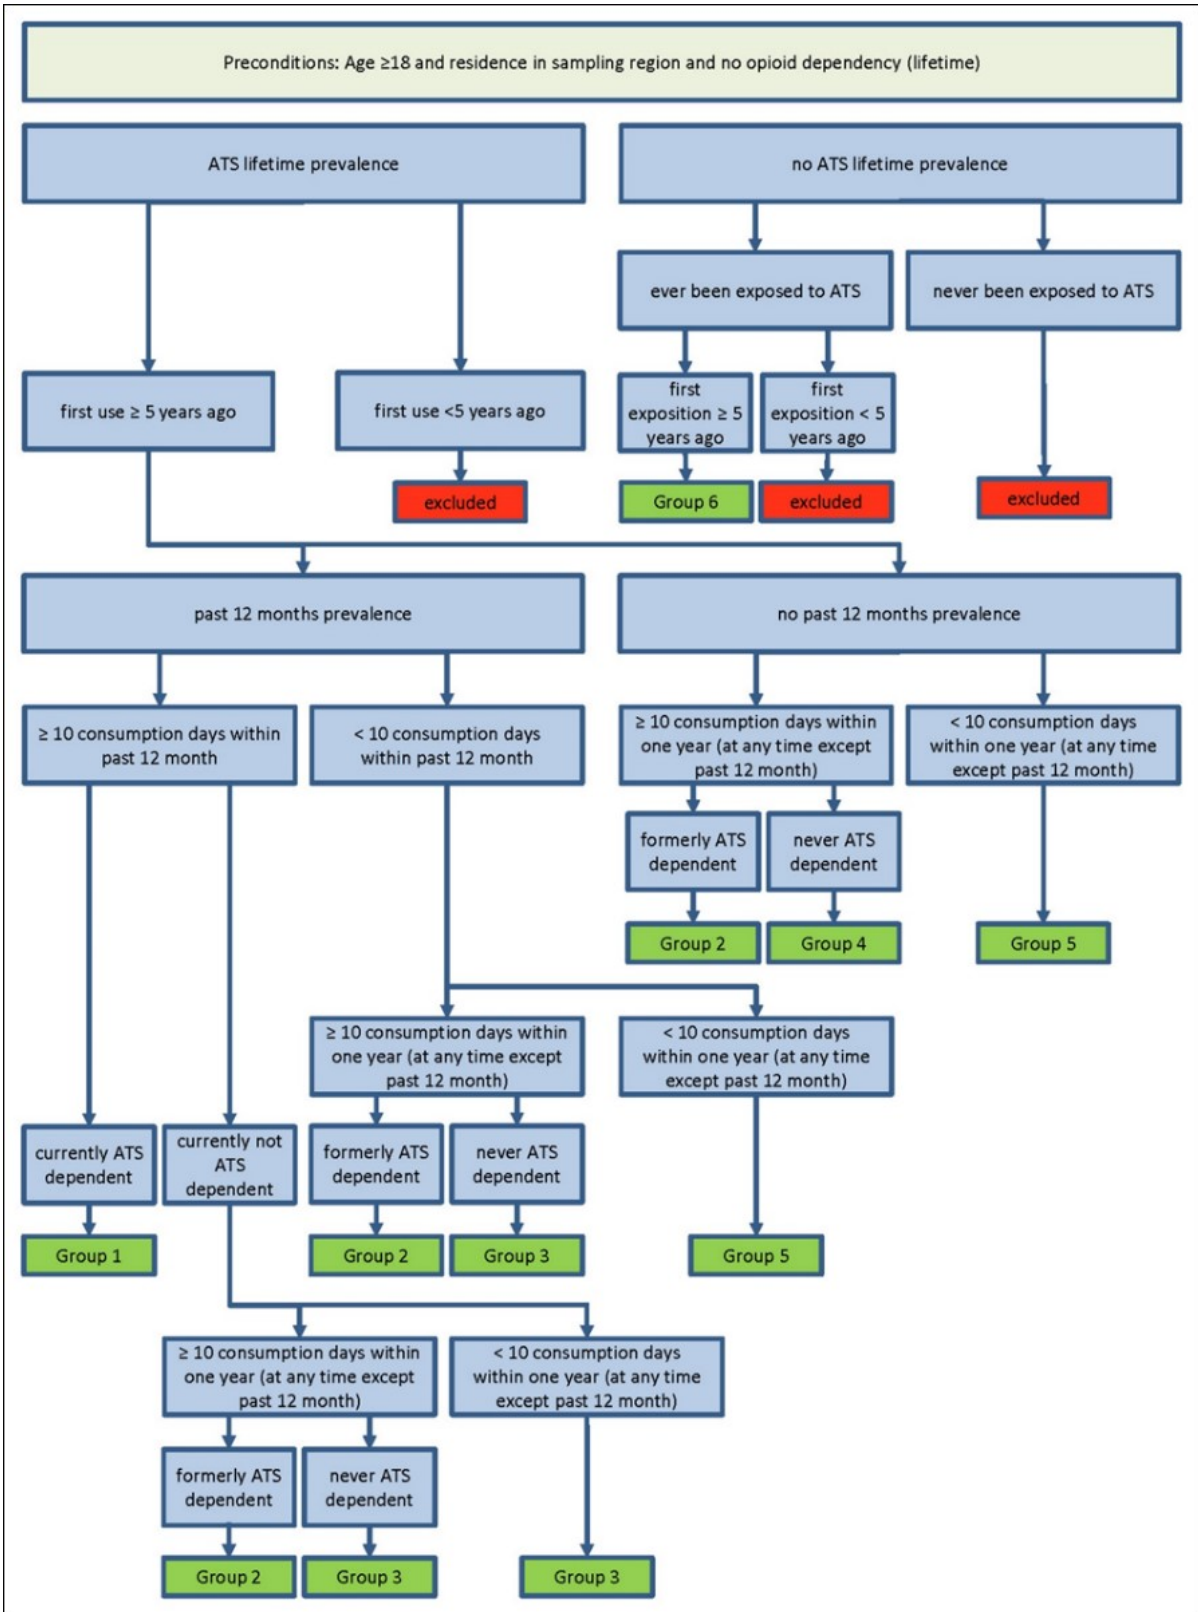 Preconditions: Age ≥18 and residence in sampling region and no opioid dependency (lifetime)
ATS lifetime prevalence
no ATS lifetime prevalence
ever been exposed to ATS
never been exposed to ATS
first use ≥ 5 years ago
first use <5 years ago
first
exposition ≥ 5
years ago
first
exposition < 5
years ago
excluded
Group 6
excluded
excluded
past 12 months prevalence
no past 12 months prevalence
≥ 10 consumption days within
past 12 month
< 10 consumption days
within past 12 month
≥ 10 consumption days within
one year (at any time except
past 12 month)
< 10 consumption days
within one year (at any time
except past 12 month)
formerly ATS
dependent
never ATS
dependent
Group 2
Group 4
Group 5
≥ 10 consumption days within
one year (at any time except
past 12 month)
< 10 consumption days
within one year (at any time
except past 12 month)
currently ATS
dependent
currently not
ATS
dependent
formerly ATS
dependent
never ATS
dependent
Group 1
Group 2
Group 3
Group 5
≥ 10 consumption days within
one year (at any time except
past 12 month)
< 10 consumption days
within one year (at any time
except past 12 month)
formerly ATS
dependent
never ATS
dependent
Group 2
Group 3
Group 3